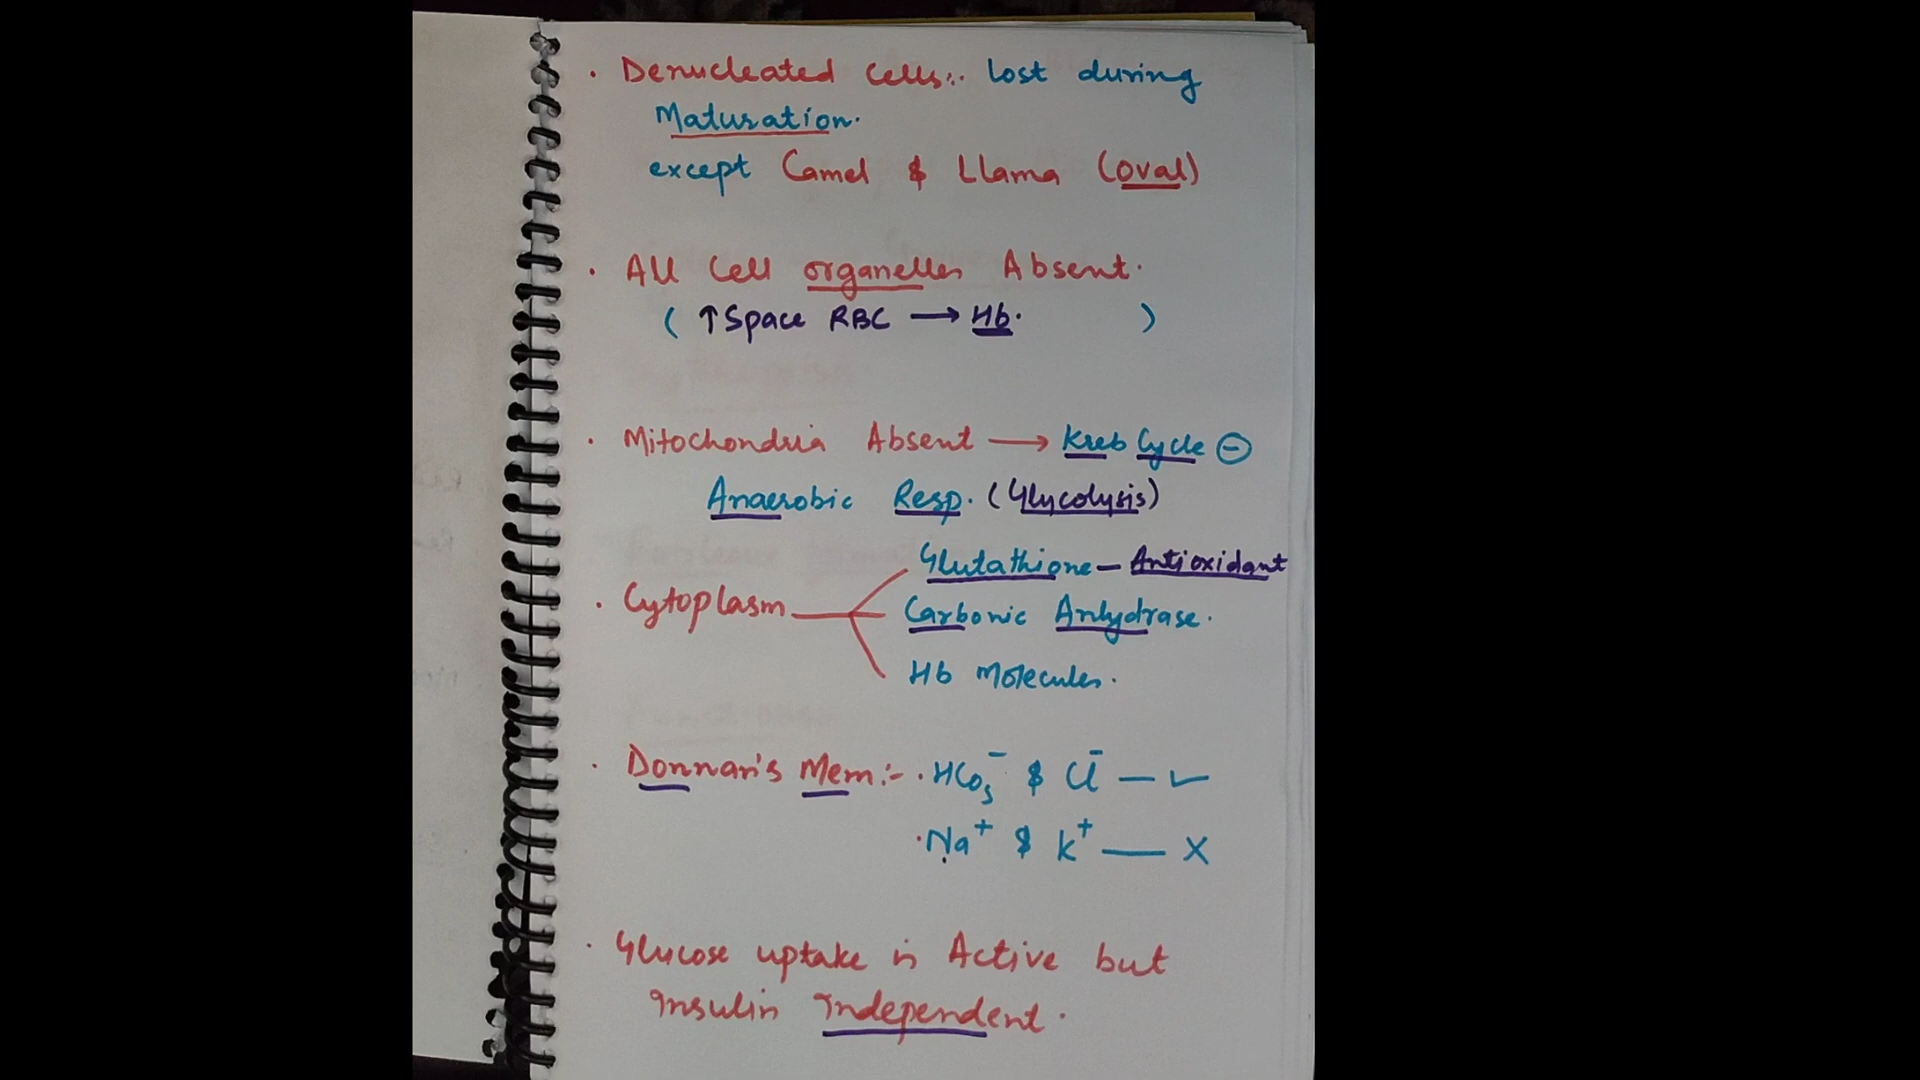 · Denucleated Cells:. Lost during
Maturation.
except Camel & Llama (oval)
· All Cell organelles Absent.
( ↑Space RBC → Hb. )
· Mitochondria Absent → Kreb Cycle ⊖
Anaerobic Resp. (Glycolysis)
Glutathione – Antioxidant
· Cytoplasm
Carbonic Anhydrase.
Hb Molecules.
· Donnan's Mem:- · HCO₃⁻ & Cl⁻ — ✓
· Na⁺ & K⁺ — X
· Glucose uptake is Active but
Insulin Independent.